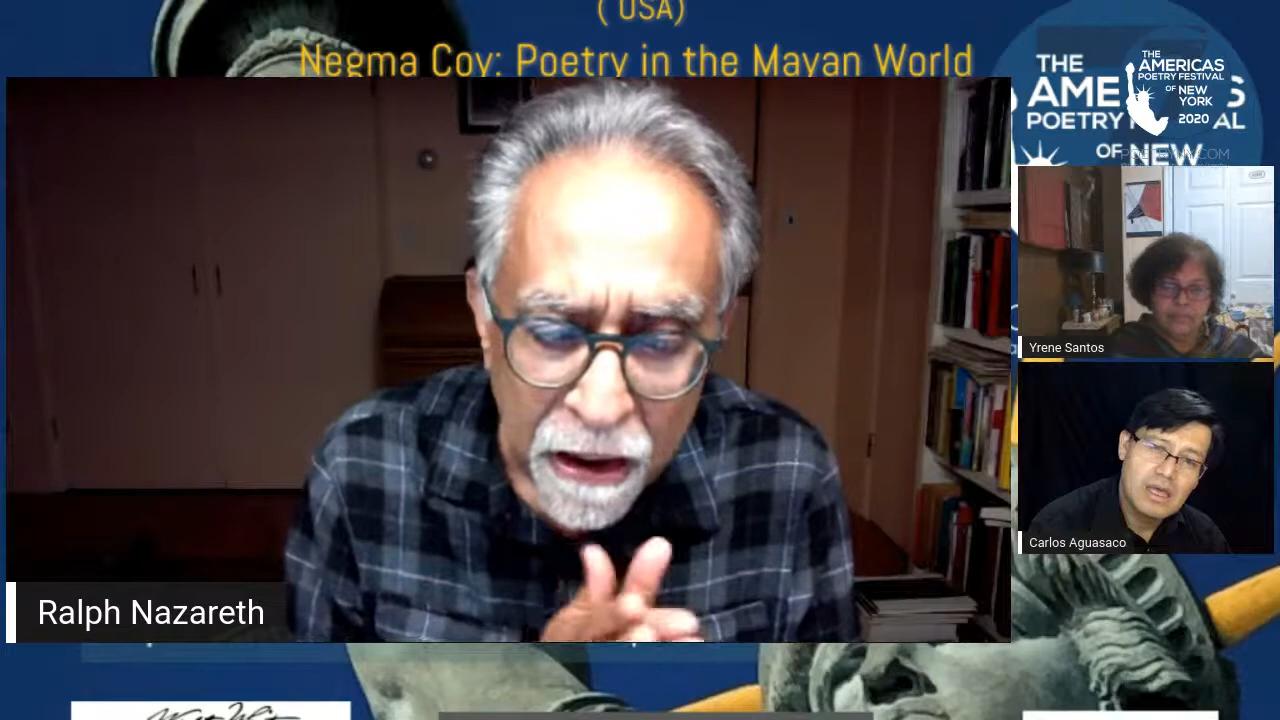 ( USA)
Negma Coy: Poetry in the Mayan World
THE
AME S
POETRY AL
OF NEW
THE
AMERICAS
POETRY FESTIVAL
OF NEW
YORK
2020
Yrene Santos
Carlos Aguasaco
Ralph Nazareth